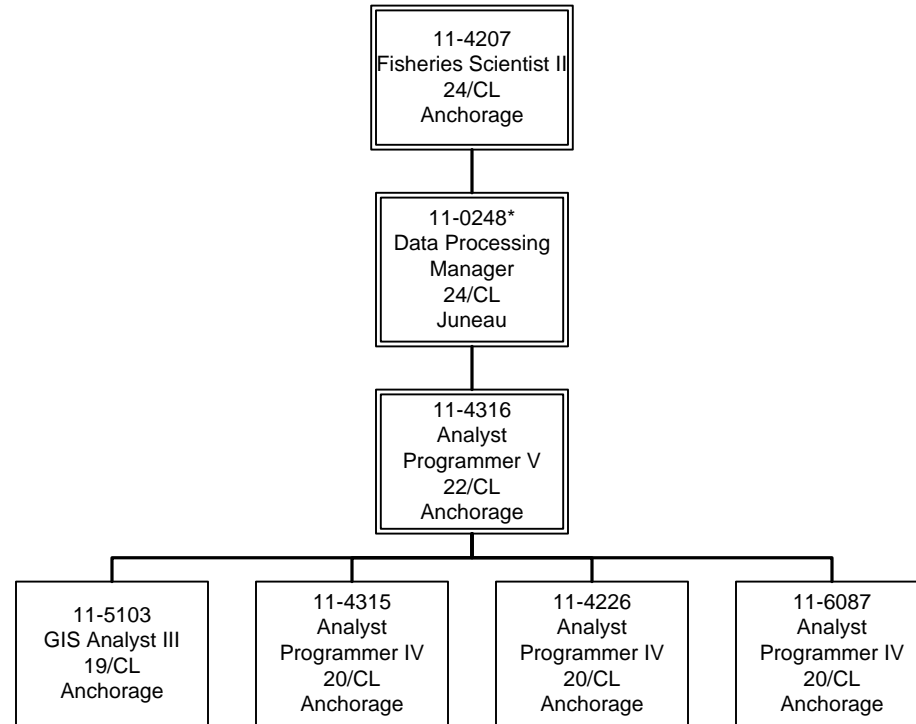 11-4207
Fisheries Scientist II
24/CL
Anchorage
11-0248*
Data Processing
Manager
24/CL
Juneau
11-4316
Analyst
Programmer V
22/CL
Anchorage
11-5103
GIS Analyst III
19/CL
Anchorage
11-4315
Analyst
Programmer IV
20/CL
Anchorage
11-4226
Analyst
Programmer IV
20/CL
Anchorage
11-6087
Analyst
Programmer IV
20/CL
Anchorage